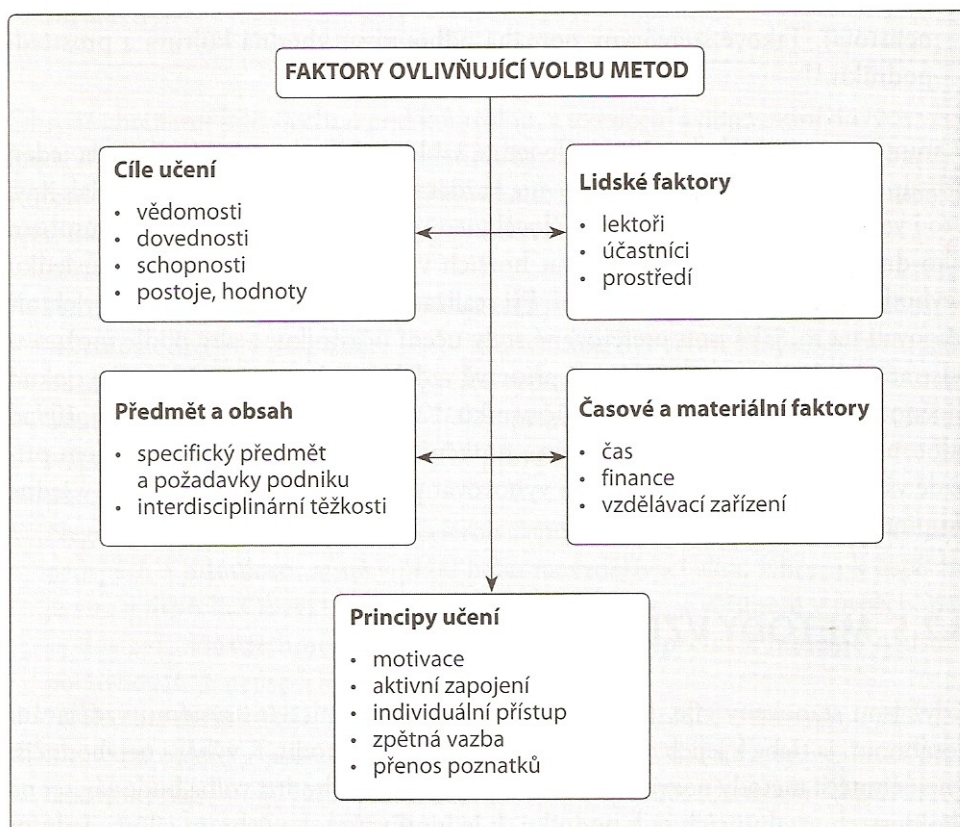 FAKTORY OVLIVŇUJÍCÍ VOLBU METOD
Cíle učení
• vědomosti
• dovednosti
• schopnosti
• postoje, hodnoty
Lidské faktory
• lektoři
• účastníci
• prostředí
Předmět a obsah
• specifický předmět
a požadavky podniku
• interdisciplinární těžkosti
Časové a materiální faktory
• čas
• finance
• vzdělávací zařízení
Principy učení
• motivace
• aktivní zapojení
• individuální přístup
• zpětná vazba
• přenos poznatků